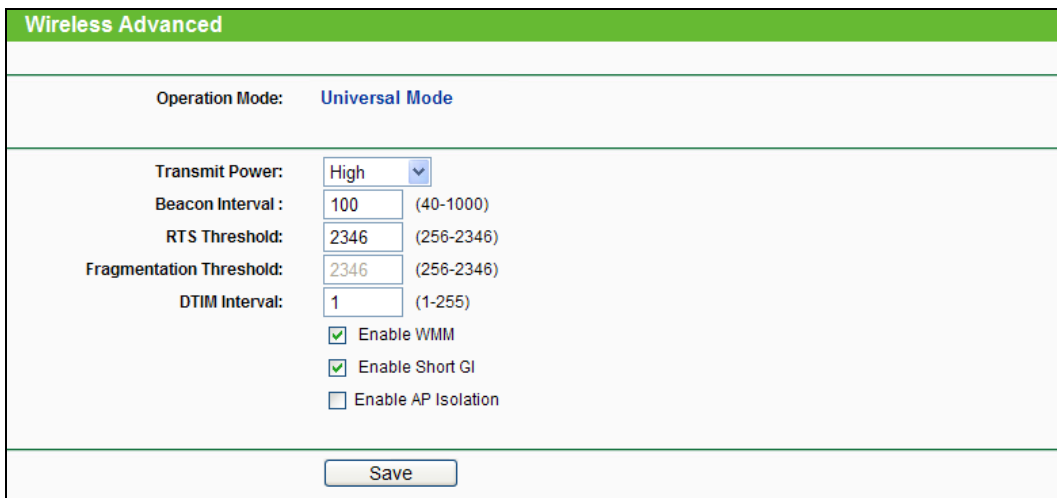 Wireless Advanced
Operation Mode: Universal Mode
Transmit Power: High
Beacon Interval : 100 (40-1000)
RTS Threshold: 2346 (256-2346)
Fragmentation Threshold: 2346 (256-2346)
DTIM Interval: 1 (1-255)
Enable WMM
Enable Short GI
Enable AP Isolation
Save